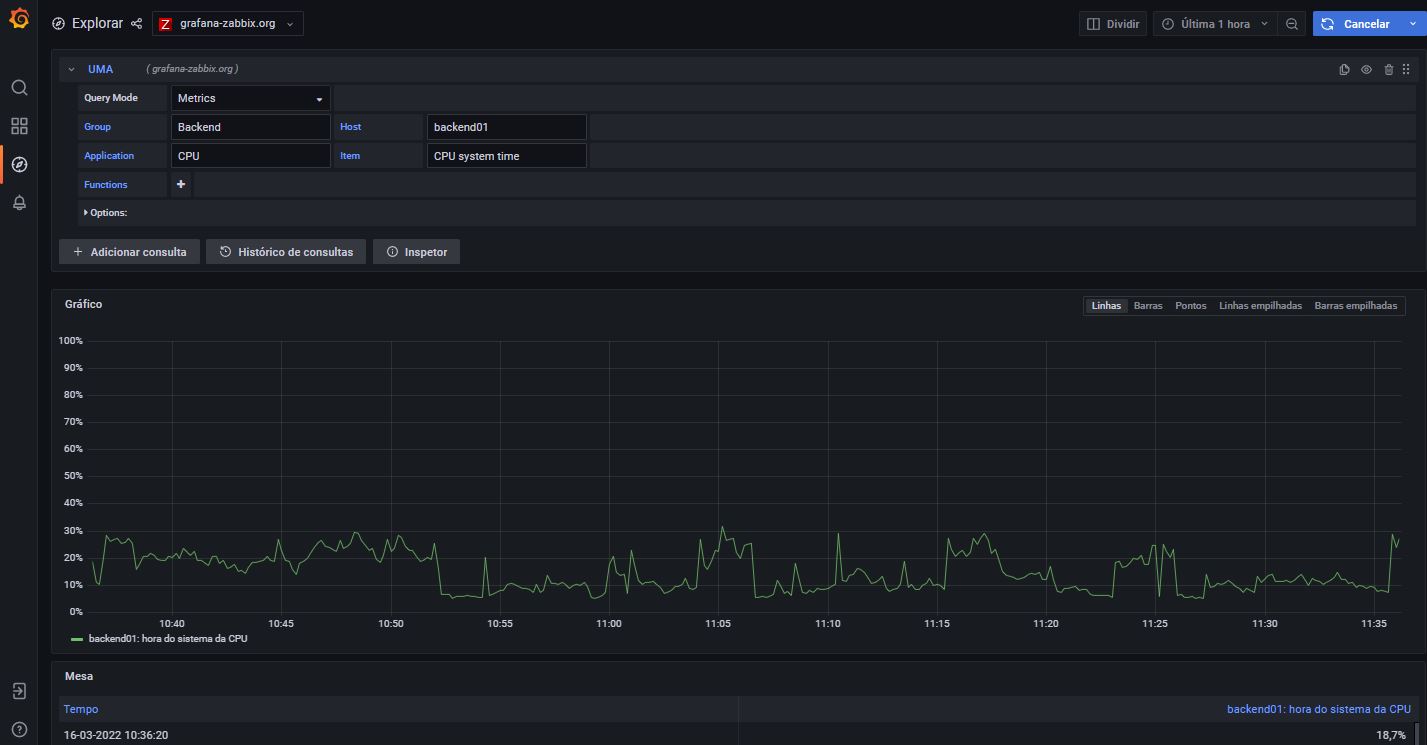 Explorar
Z grafana-zabbix.org
Dividir
Última 1 hora
Cancelar
UMA
( grafana-zabbix.org )
Query Mode
Metrics
Group
Backend
Host
backend01
Application
CPU
Item
CPU system time
Functions
+
Options:
+ Adicionar consulta
Histórico de consultas
Inspetor
Gráfico
Linhas
Barras
Pontos
Linhas empilhadas
Barras empilhadas
100%
90%
80%
70%
60%
50%
40%
30%
20%
10%
0%
10:40
10:45
10:50
10:55
11:00
11:05
11:10
11:15
11:20
11:25
11:30
11:35
backend01: hora do sistema da CPU
Mesa
Tempo
backend01: hora do sistema da CPU
16-03-2022 10:36:20
18,7%